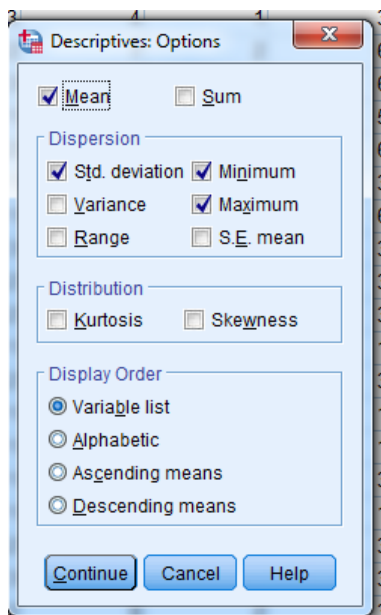 Descriptives: Options
Mean Sum
Dispersion
Std. deviation Minimum
Variance Maximum
Range S.E. mean
Distribution
Kurtosis Skewness
Display Order
Variable list
Alphabetic
Ascending means
Descending means
Continue Cancel Help